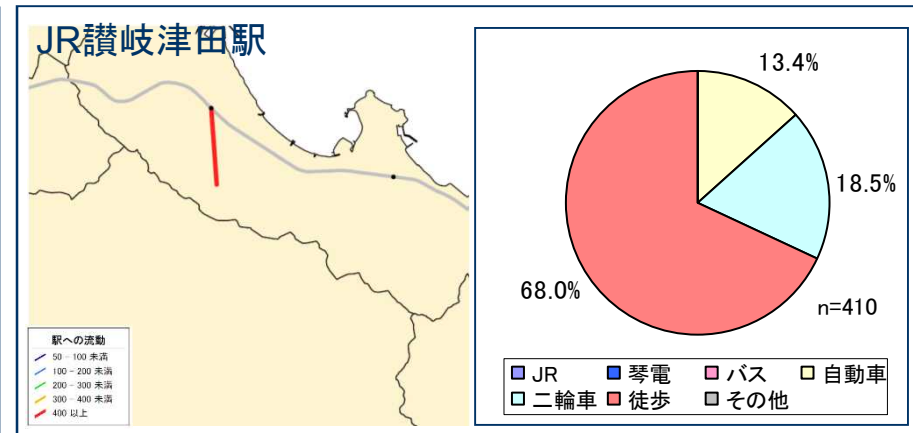 JR讃岐津田駅
駅への流動
50 - 100 未満
100 - 200 未満
200 - 300 未満
300 - 400 未満
400 以上
13.4%
18.5%
68.0%
n=410
JR 琴電 バス 自動車
二輪車 徒歩 その他